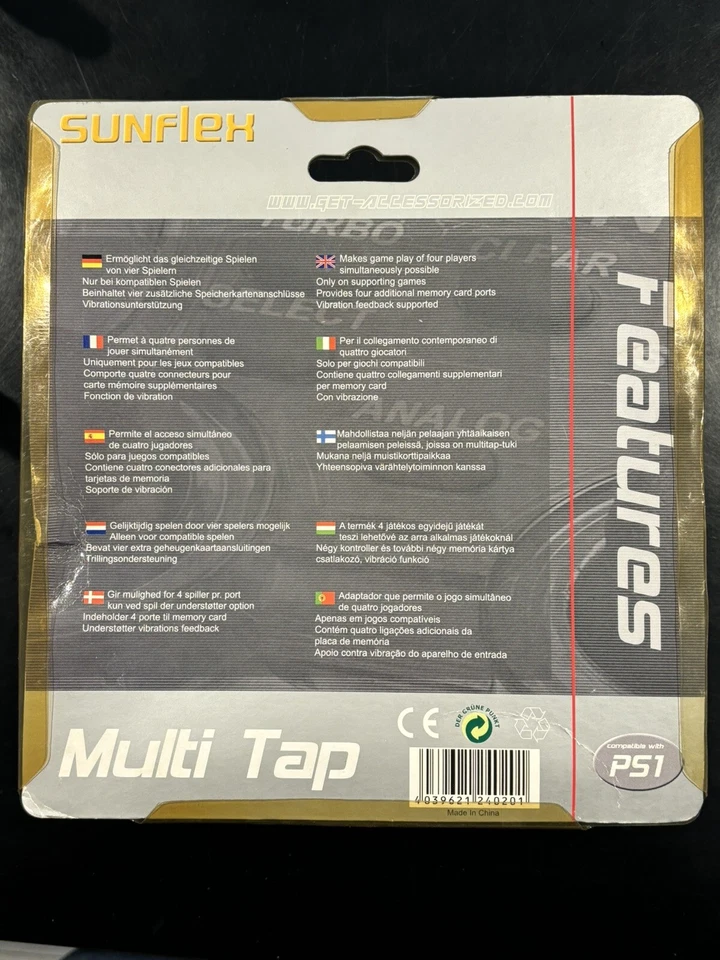 SUNFLEX
WWW.GET-ACCESSORIZED.COM
TURBO
CLEAR
SELECT
ANALOG
Features
Ermöglicht das gleichzeitige Spielen
von vier Spielern
Nur bei kompatiblen Spielen
Beinhaltet vier zusätzliche Speicherkartenanschlüsse
Vibrationsunterstützung
Makes game play of four players
simultaneously possible
Only on supporting games
Provides four additional memory card ports
Vibration feedback supported
Permet à quatre personnes de
jouer simultanément
Uniquement pour les jeux compatibles
Comporte quatre connecteurs pour
carte mémoire supplémentaires
Fonction de vibration
Per il collegamento contemporaneo di
quattro giocatori
Solo per giochi compatibili
Contiene quattro collegamenti supplementari
per memory card
Con vibrazione
Permite el acceso simultáneo
de cuatro jugadores
Sólo para juegos compatibles
Contiene cuatro conectores adicionales para
tarjetas de memoria
Soporte de vibración
Mahdollistaa neljän pelaajan yhtäaikaisen
pelaamisen peleissä, joissa on multitap-tuki
Mukana neljä muistikorttipaikkaa
Yhteensopiva värähtelytoiminnon kanssa
Gelijktijdig spelen door vier spelers mogelijk
Alleen voor compatible spelen
Bevat vier extra geheugenkaartaansluitingen
Trillingsondersteuning
A termék 4 játékos egyidejű játékát
teszi lehetővé az arra alkalmas játékoknál
Négy kontroller és további négy memória kártya
csatlakozó, vibráció funkció
Gir mulighed for 4 spiller pr. port
kun ved spil der understøtter option
Indeholder 4 porte til memory card
Understøtter vibrations feedback
Adaptador que permite o jogo simultâneo
de quatro jogadores
Apenas em jogos compatíveis
Contém quatro ligações adicionais da
placa de memória
Apoio contra vibração do aparelho de entrada
Multi Tap
CE
DER GRÜNE PUNKT
4 039621 240201
Made In China
compatible with
PS1